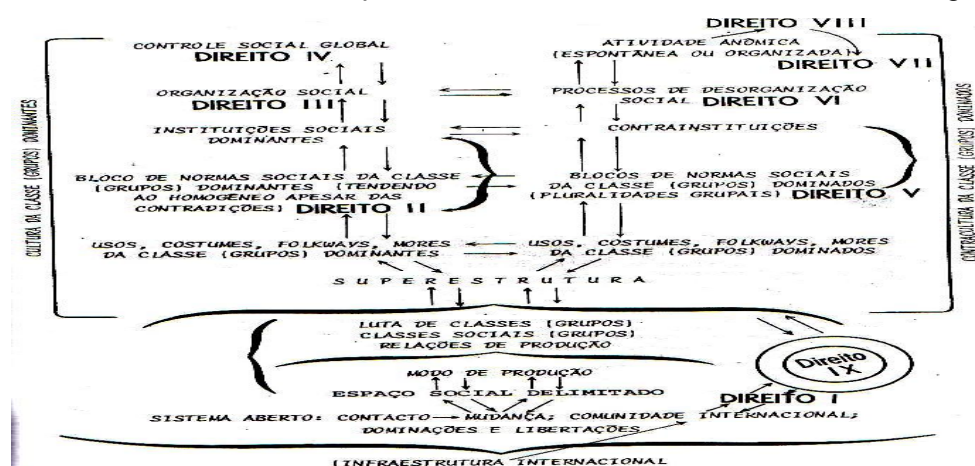 DIREITO VIII
CONTROLE SOCIAL GLOBAL
DIREITO IV
ATIVIDADE ANÔMICA
(ESPONTÂNEA OU ORGANIZADA)
DIREITO VII
ORGANIZAÇÃO SOCIAL
DIREITO III
PROCESSOS DE DESORGANIZAÇÃO
SOCIAL DIREITO VI
INSTITUIÇÕES SOCIAIS
DOMINANTES
CONTRAINSTITUIÇÕES
BLOCO DE NORMAS SOCIAIS DA CLASSE
(GRUPOS) DOMINANTES (TENDENDO
AO HOMOGÊNEO APESAR DAS
CONTRADIÇÕES) DIREITO II
BLOCOS DE NORMAS SOCIAIS
DA CLASSE (GRUPOS) DOMINADOS
(PLURALIDADES GRUPAIS) DIREITO V
USOS, COSTUMES, FOLKWAYS, MORES
DA CLASSE (GRUPOS) DOMINANTES
USOS, COSTUMES, FOLKWAYS, MORES
DA CLASSE (GRUPOS) DOMINADOS
CULTURA DA CLASSE (GRUPOS) DOMINANTES
CONTRACULTURA DA CLASSE (GRUPOS) DOMINADOS
SUPERESTRUTURA
LUTA DE CLASSES (GRUPOS)
CLASSES SOCIAIS (GRUPOS)
RELAÇÕES DE PRODUÇÃO
Direito
IX
MODO DE PRODUÇÃO
ESPAÇO SOCIAL DELIMITADO
DIREITO I
SISTEMA ABERTO: CONTACTO MUDANÇA; COMUNIDADE INTERNACIONAL;
DOMINAÇÕES E LIBERTAÇÕES
(INFRAESTRUTURA INTERNACIONAL